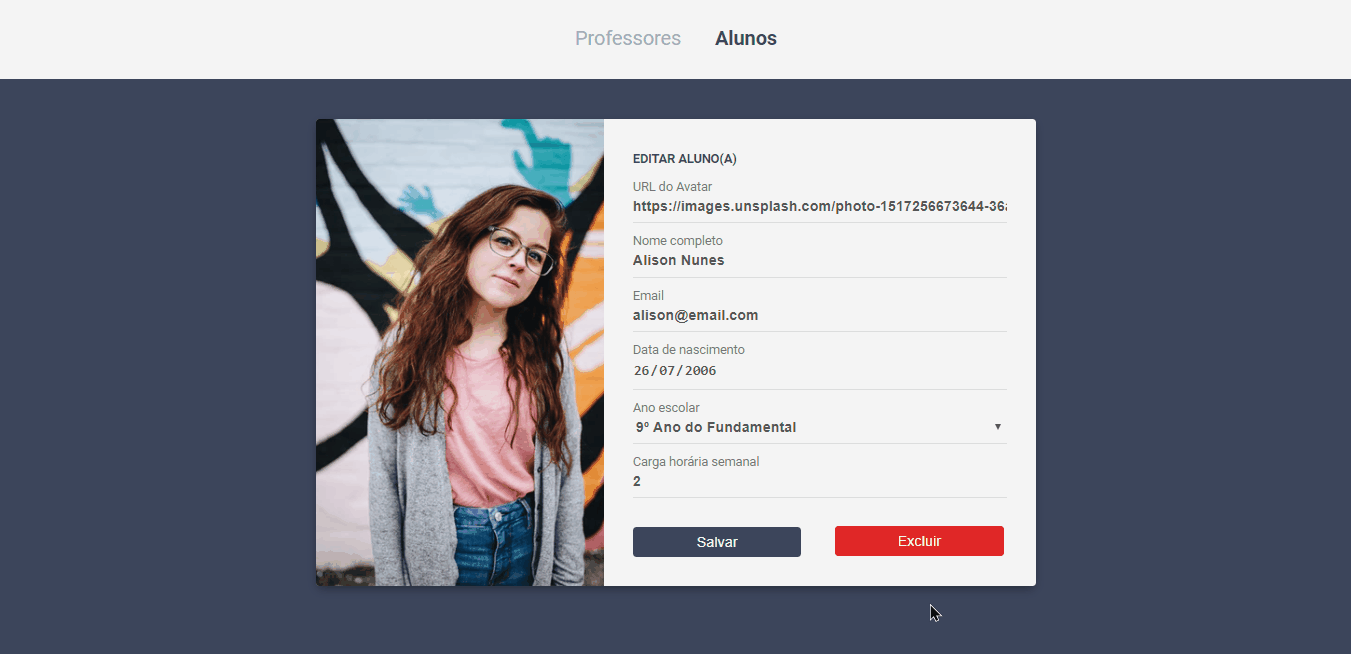 Professores Alunos
EDITAR ALUNO(A)
URL do Avatar
https://images.unsplash.com/photo-1517256673644-36
Nome completo
Alison Nunes
Email
alison@email.com
Data de nascimento
26/07/2006
Ano escolar
9º Ano do Fundamental
Carga horária semanal
2
Salvar Excluir